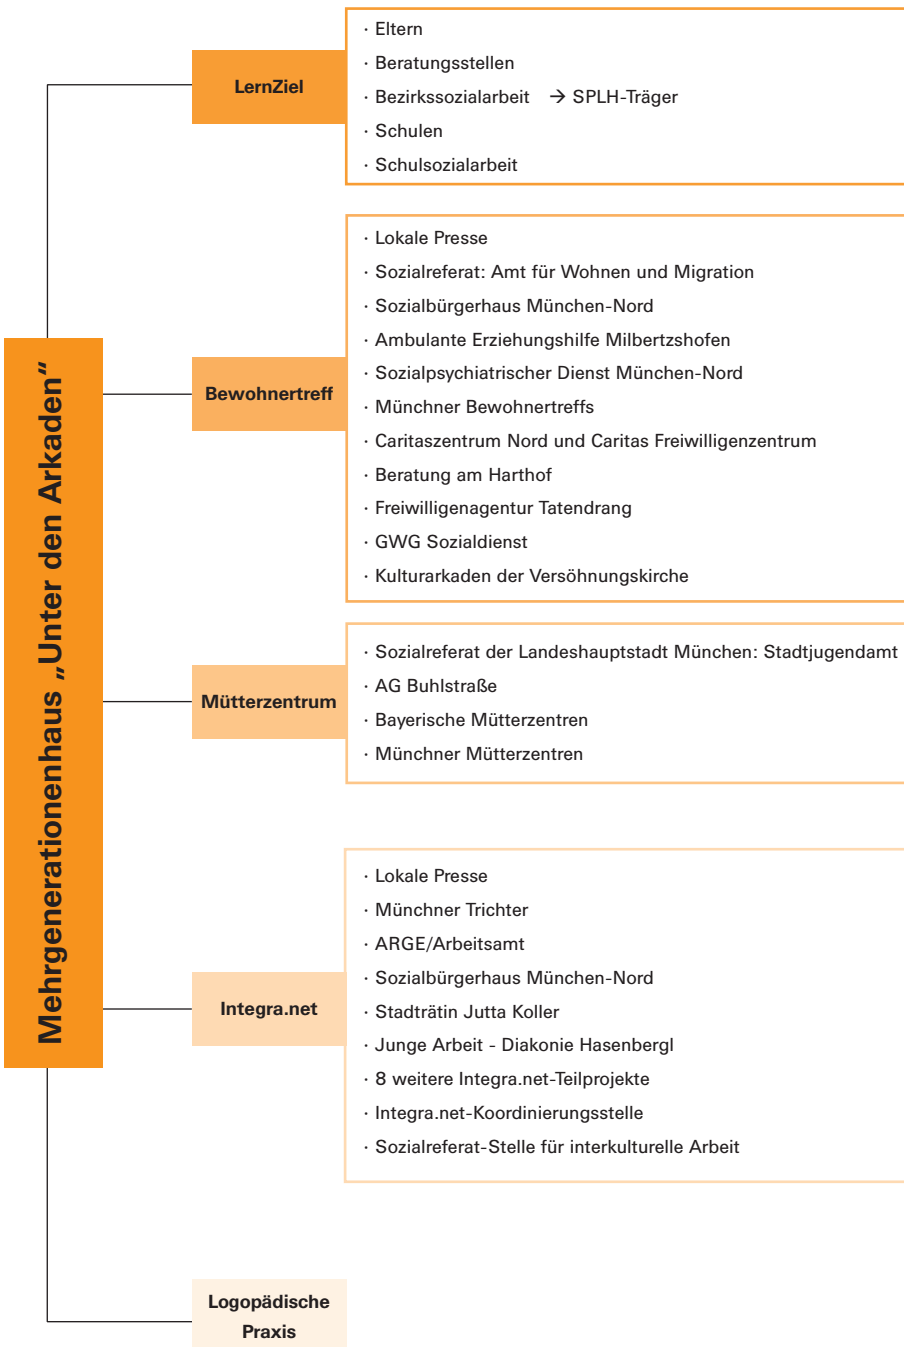 Mehrgenerationenhaus „Unter den Arkaden“
LernZiel
· Eltern
· Beratungsstellen
· Bezirkssozialarbeit → SPLH-Träger
· Schulen
· Schulsozialarbeit
Bewohnertreff
· Lokale Presse
· Sozialreferat: Amt für Wohnen und Migration
· Sozialbürgerhaus München-Nord
· Ambulante Erziehungshilfe Milbertzshofen
· Sozialpsychiatrischer Dienst München-Nord
· Münchner Bewohnertreffs
· Caritaszentrum Nord und Caritas Freiwilligenzentrum
· Beratung am Harthof
· Freiwilligenagentur Tatendrang
· GWG Sozialdienst
· Kulturarkaden der Versöhnungskirche
Mütterzentrum
· Sozialreferat der Landeshauptstadt München: Stadtjugendamt
· AG Buhlstraße
· Bayerische Mütterzentren
· Münchner Mütterzentren
Integra.net
· Lokale Presse
· Münchner Trichter
· ARGE/Arbeitsamt
· Sozialbürgerhaus München-Nord
· Stadträtin Jutta Koller
· Junge Arbeit - Diakonie Hasenbergl
· 8 weitere Integra.net-Teilprojekte
· Integra.net-Koordinierungsstelle
· Sozialreferat-Stelle für interkulturelle Arbeit
Logopädische
Praxis